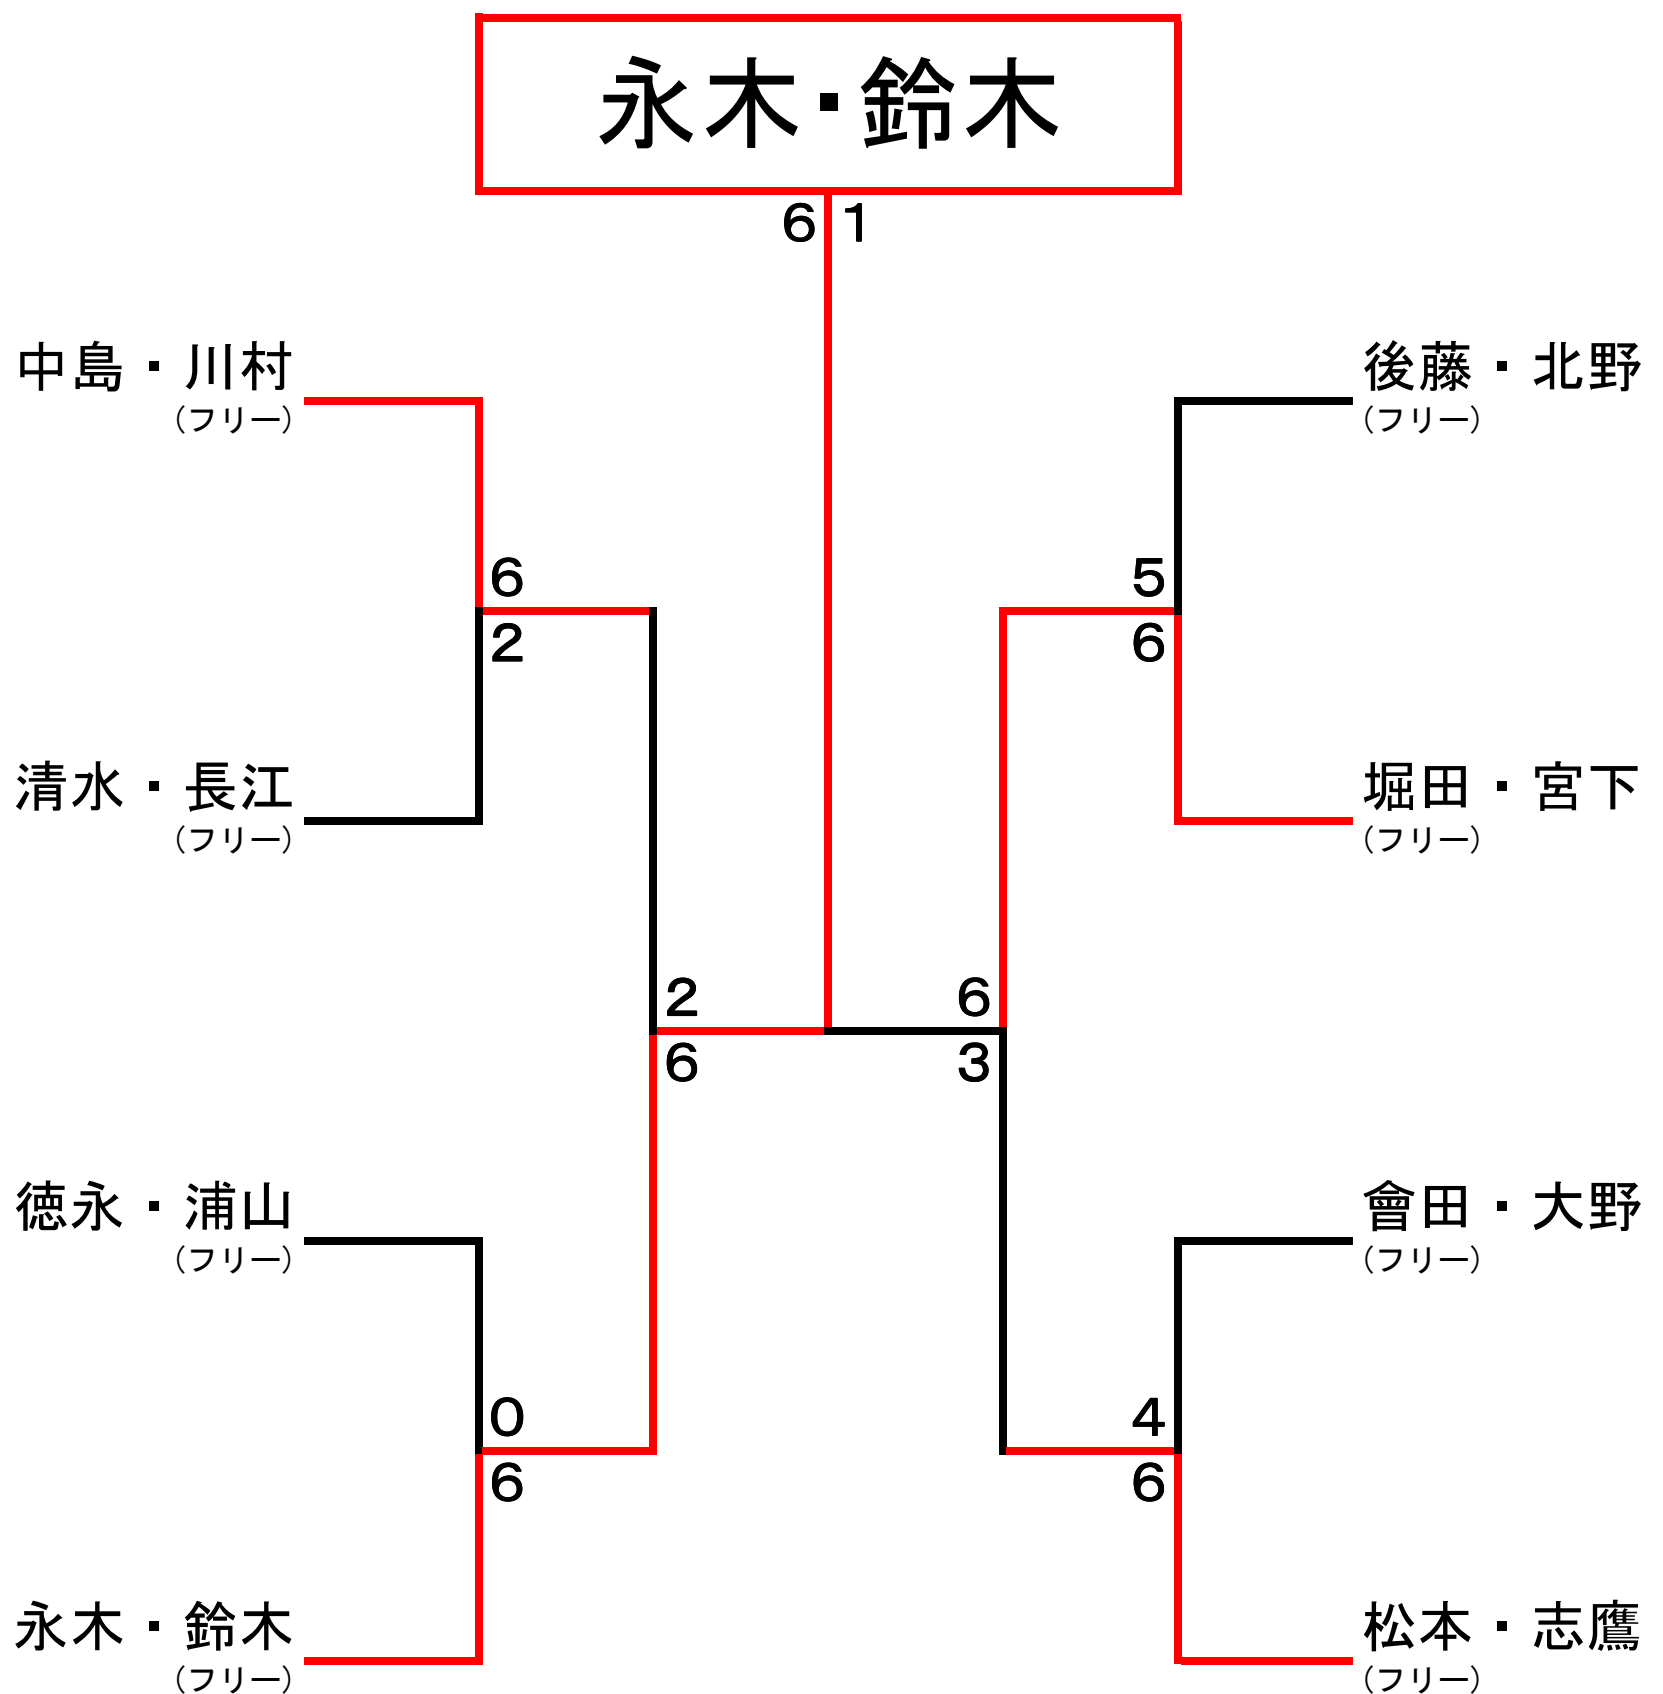 永木・鈴木
6 1
中島・川村
（フリー）
後藤・北野
（フリー）
6
2
5
6
清水・長江
（フリー）
堀田・宮下
（フリー）
2
6
6
3
徳永・浦山
（フリー）
會田・大野
（フリー）
0
6
4
6
永木・鈴木
（フリー）
松本・志鷹
（フリー）